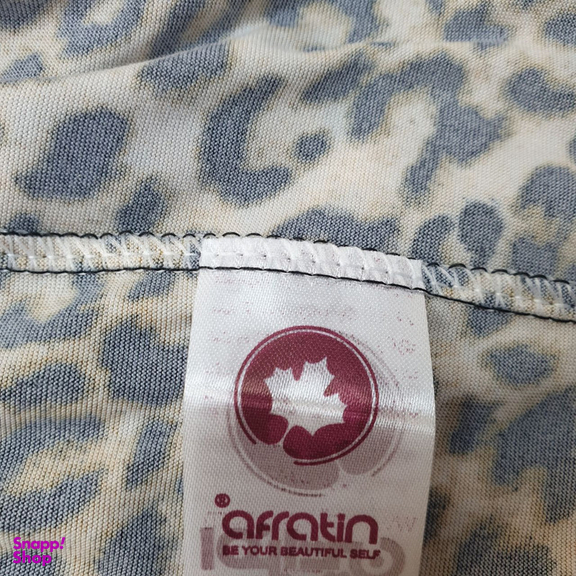 afratin
BE YOUR BEAUTIFUL SELF
Snapp!
Shop